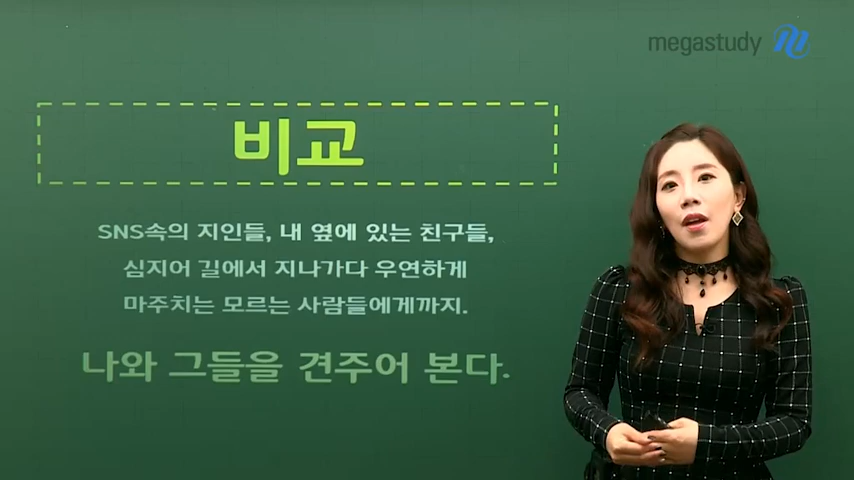 megastudy
비교
SNS속의 지인들, 내 옆에 있는 친구들,
심지어 길에서 지나가다 우연하게
마주치는 모르는 사람들에게까지.
나와 그들을 견주어 본다.